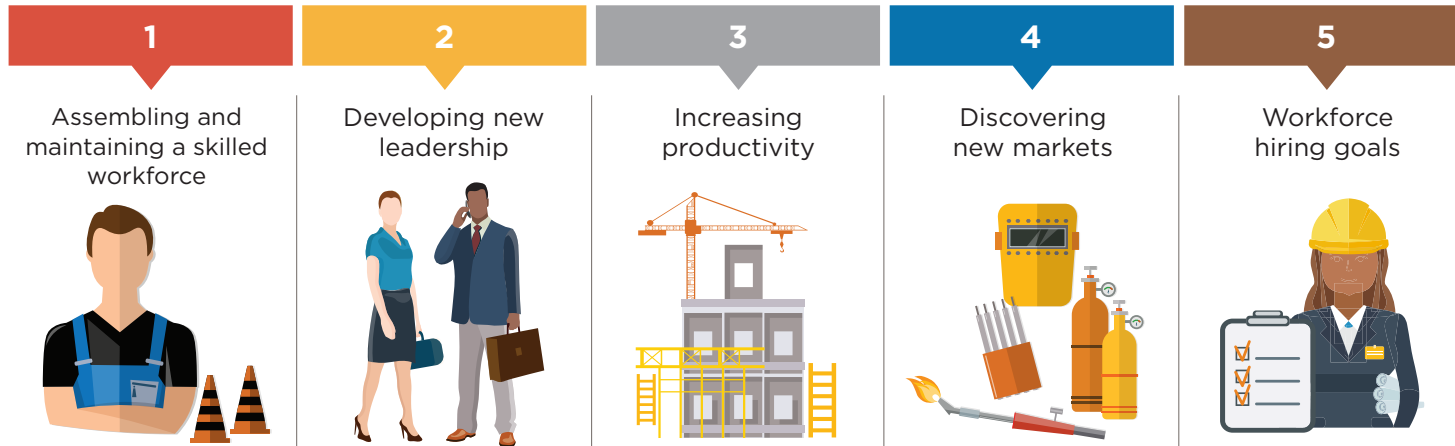 1
Assembling and
maintaining a skilled
workforce
2
Developing new
leadership
3
Increasing
productivity
4
Discovering
new markets
5
Workforce
hiring goals